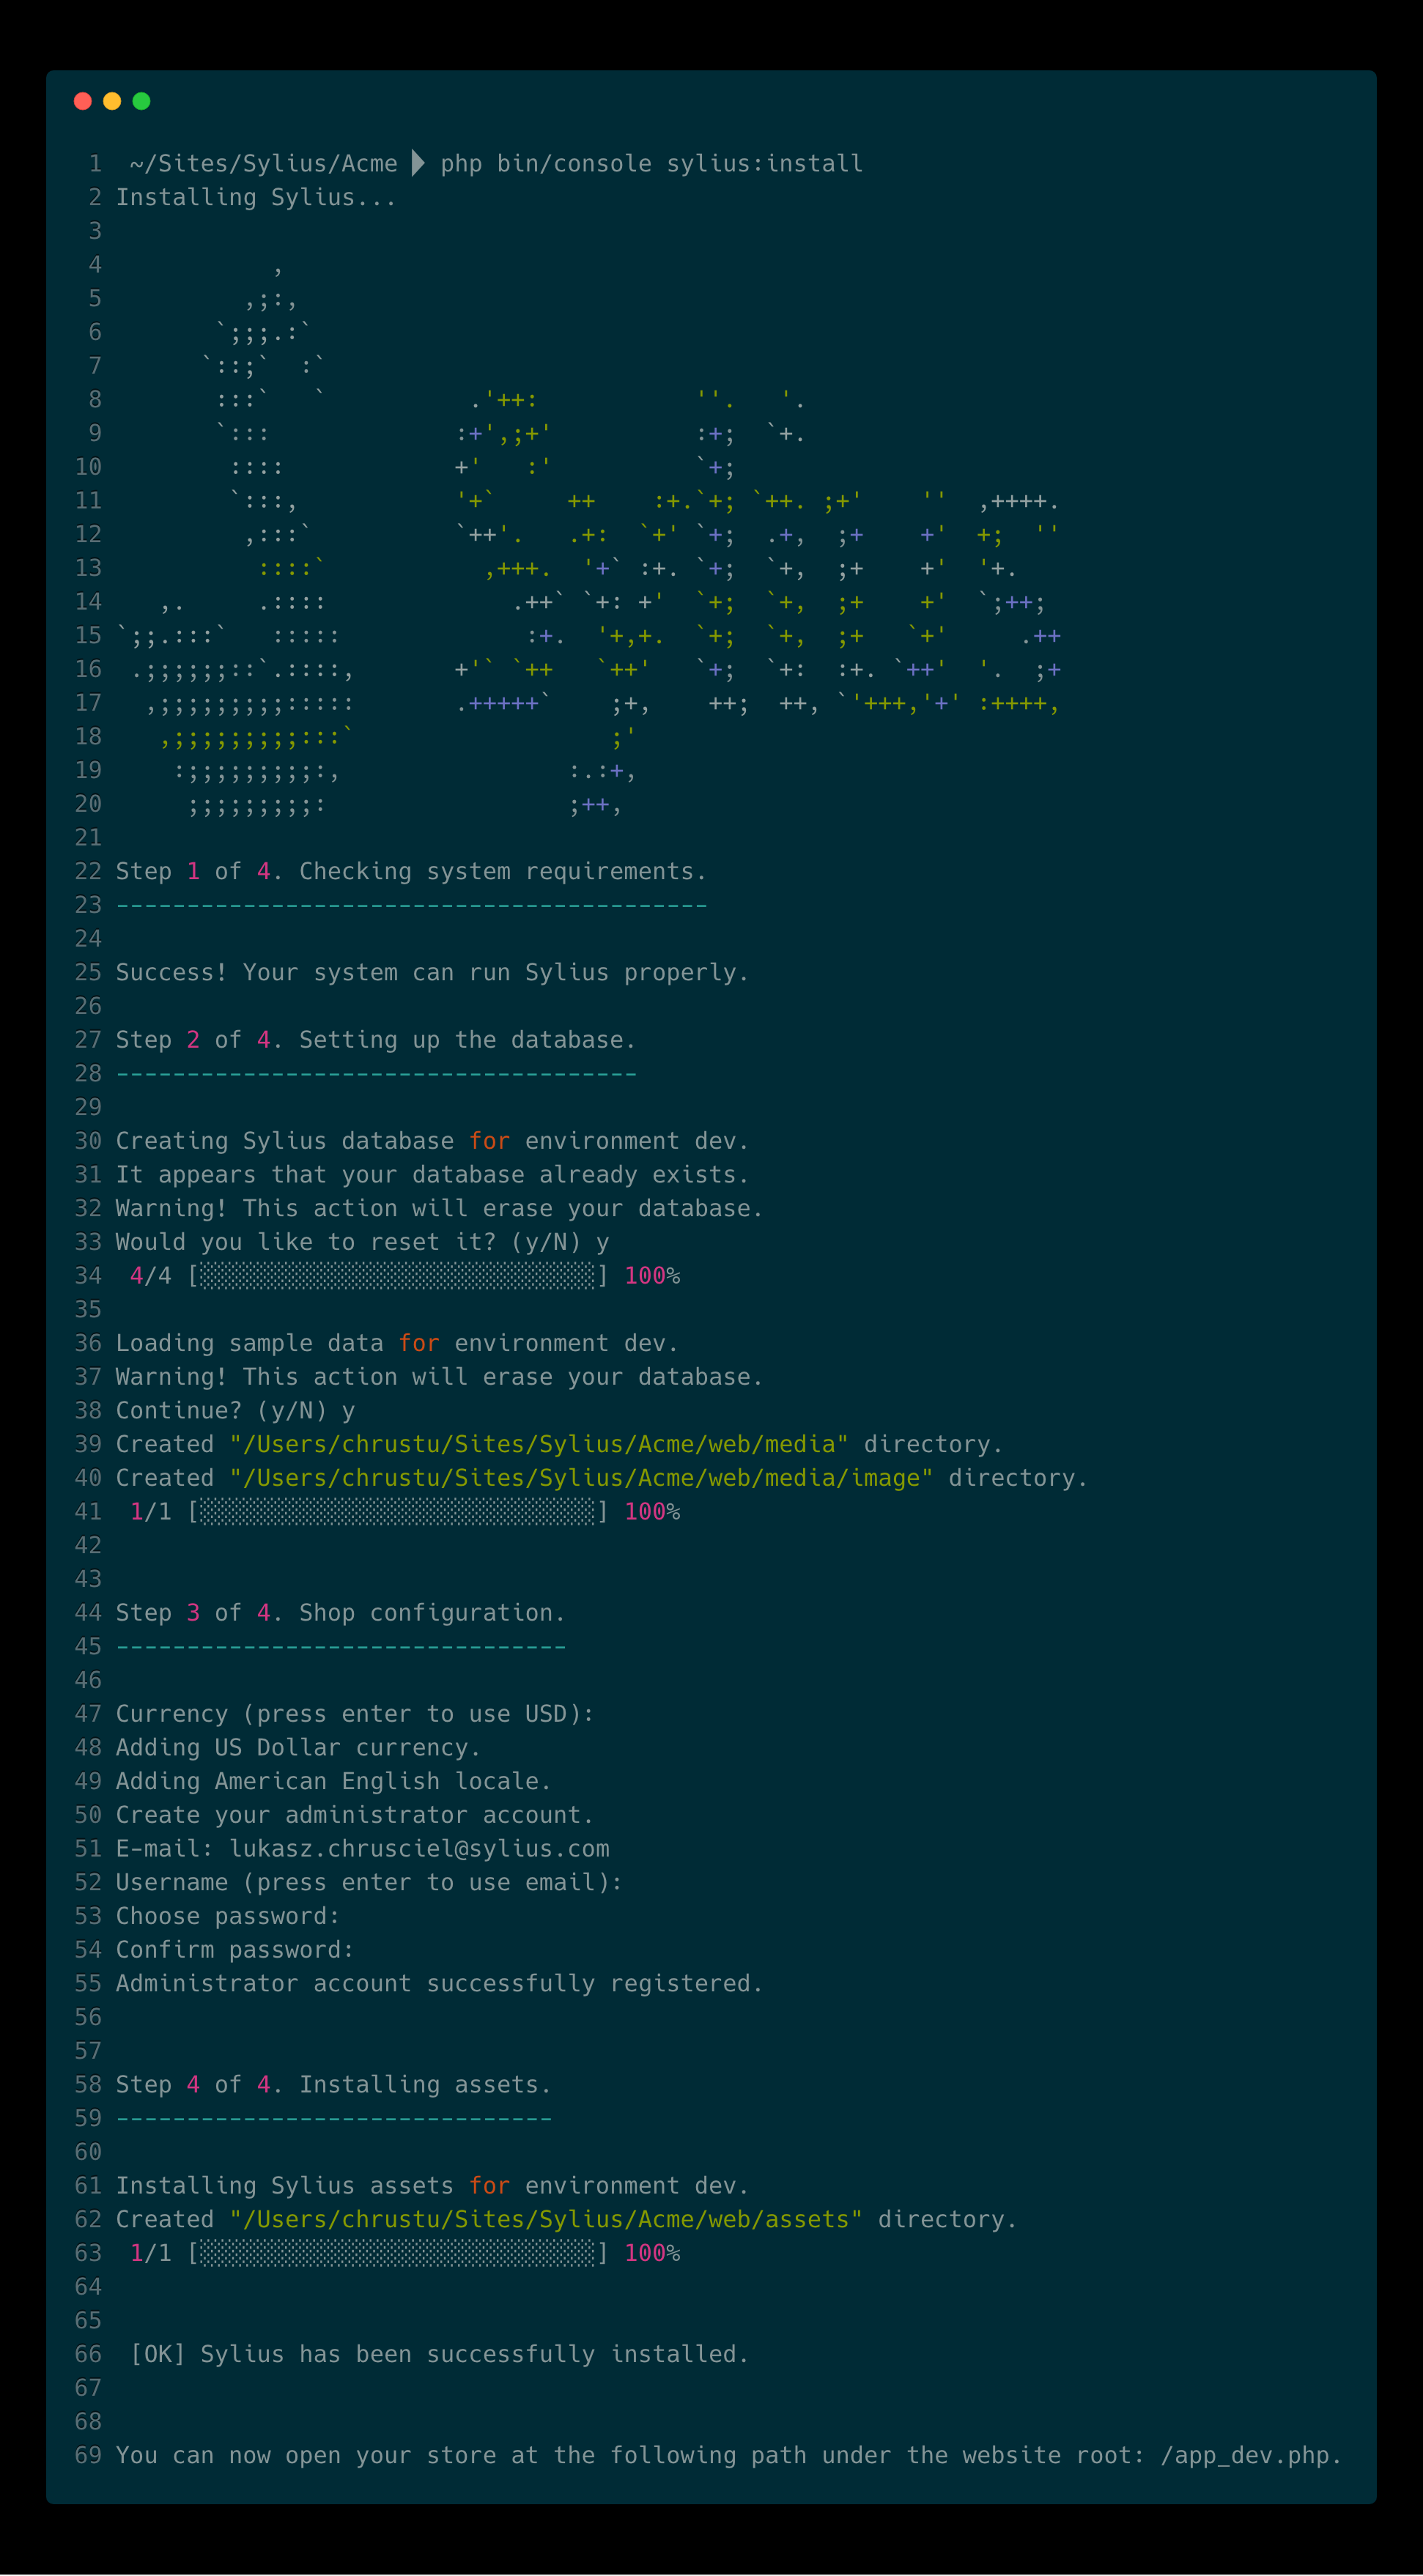 1  ~/Sites/Sylius/Acme  php bin/console sylius:install
2 Installing Sylius...
3
4            ,
5          ,;:,
6        `;;;.:`
7       `::;`  :`
8        :::`   `          .'++:           ''.   '.
9        `:::             :+',;+'          :+;  `+.
10         ::::            +'   :'          `+;
11         `:::,           '+`     ++    :+.`+; `++. ;+'    ''  ,++++.
12          ,:::`          `++'.   .+:  `+' `+;  .+,  ;+    +'  +;  ''
13           ::::`           ,+++.  '+` :+. `+;  `+,  ;+    +'  '+.
14    ,.     .::::             .++` `+: +'  `+;  `+,  ;+    +'  `;++;
15 `;;.:::`   :::::             :+.  '+,+.  `+;  `+,  ;+   `+'     .++
16  .;;;;;;::`.::::,       +'` `++   `++'   `+;  `+:  :+. `++'  '.  ;+
17   ,;;;;;;;;;:::::       .+++++`    ;+,    ++;  ++, `'+++,'+' :++++,
18    ,;;;;;;;;;;:::`                  ;'
19     :;;;;;;;;;:,                :.:+,
20      ;;;;;;;;;:                 ;++,
21
22 Step 1 of 4. Checking system requirements.
23 ------------------------------------------
24
25 Success! Your system can run Sylius properly.
26
27 Step 2 of 4. Setting up the database.
28 -------------------------------------
29
30 Creating Sylius database for environment dev.
31 It appears that your database already exists.
32 Warning! This action will erase your database.
33 Would you like to reset it? (y/N) y
34  4/4 [░░░░░░░░░░░░░░░░░░░░░░░░░░░░] 100%
35
36 Loading sample data for environment dev.
37 Warning! This action will erase your database.
38 Continue? (y/N) y
39 Created "/Users/chrustu/Sites/Sylius/Acme/web/media" directory.
40 Created "/Users/chrustu/Sites/Sylius/Acme/web/media/image" directory.
41  1/1 [░░░░░░░░░░░░░░░░░░░░░░░░░░░░] 100%
42
43
44 Step 3 of 4. Shop configuration.
45 --------------------------------
46
47 Currency (press enter to use USD):
48 Adding US Dollar currency.
49 Adding American English locale.
50 Create your administrator account.
51 E-mail: lukasz.chrusciel@sylius.com
52 Username (press enter to use email):
53 Choose password:
54 Confirm password:
55 Administrator account successfully registered.
56
57
58 Step 4 of 4. Installing assets.
59 -------------------------------
60
61 Installing Sylius assets for environment dev.
62 Created "/Users/chrustu/Sites/Sylius/Acme/web/assets" directory.
63  1/1 [░░░░░░░░░░░░░░░░░░░░░░░░░░░░] 100%
64
65
66  [OK] Sylius has been successfully installed.
67
68
69 You can now open your store at the following path under the website root: /app_dev.php.